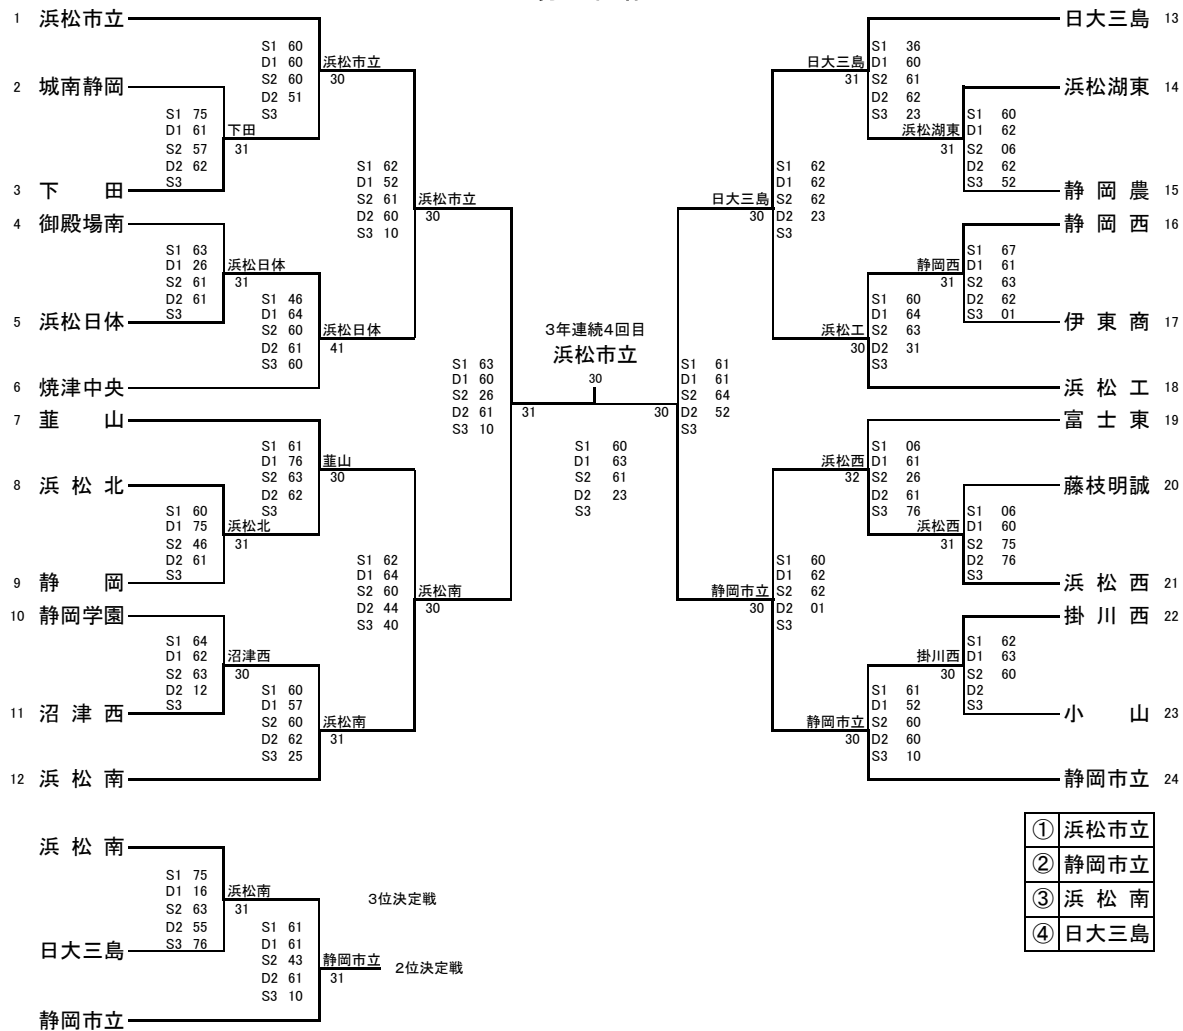 1 浜松市立
2 城南静岡
3 下田
4 御殿場南
5 浜松日体
6 焼津中央
7 韮山
8 浜松北
9 静岡
10 静岡学園
11 沼津西
12 浜松南
S1 75
D1 61
S2 57
D2 62
S3
下田
31
S1 63
D1 26
S2 61
D2 61
S3
浜松日体
31
S1 60
D1 75
S2 46
D2 61
S3
浜松北
31
S1 64
D1 62
S2 63
D2 12
S3
沼津西
30
S1 60
D1 60
S2 60
D2 51
S3
浜松市立
30
S1 46
D1 64
S2 60
D2 61
S3 60
浜松日体
41
S1 61
D1 76
S2 63
D2 62
S3
韮山
30
S1 60
D1 57
S2 60
D2 62
S3 25
浜松南
31
S1 62
D1 52
S2 61
D2 60
S3 10
浜松市立
30
S1 62
D1 64
S2 60
D2 44
S3 40
浜松南
30
S1 63
D1 60
S2 26
D2 61
S3 10
31
3年連続4回目
浜松市立
30
S1 60
D1 63
S2 61
D2 23
S3
30
S1 61
D1 61
S2 64
D2 52
S3
日大三島
30
S1 62
D1 62
S2 62
D2 23
S3
静岡市立
30
S1 60
D1 62
S2 62
D2 01
S3
日大三島
31
S1 36
D1 60
S2 61
D2 62
S3 23
浜松工
30
S1 60
D1 64
S2 63
D2 31
S3
浜松西
32
S1 06
D1 61
S2 26
D2 61
S3 76
静岡市立
30
S1 61
D1 52
S2 60
D2 60
S3 10
浜松湖東
31
S1 60
D1 62
S2 06
D2 62
S3 52
静岡西
31
S1 67
D1 61
S2 63
D2 62
S3 01
浜松西
31
S1 06
D1 60
S2 75
D2 76
S3
掛川西
30
S1 62
D1 63
S2 60
D2
S3
日大三島 13
浜松湖東 14
静岡農 15
静岡西 16
伊東商 17
浜松工 18
富士東 19
藤枝明誠 20
浜松西 21
掛川西 22
小山 23
静岡市立 24
浜松南
日大三島
静岡市立
S1 75
D1 16
S2 63
D2 55
S3 76
浜松南
31
3位決定戦
S1 61
D1 61
S2 43
D2 61
S3 10
静岡市立
31
2位決定戦
① 浜松市立
② 静岡市立
③ 浜松南
④ 日大三島